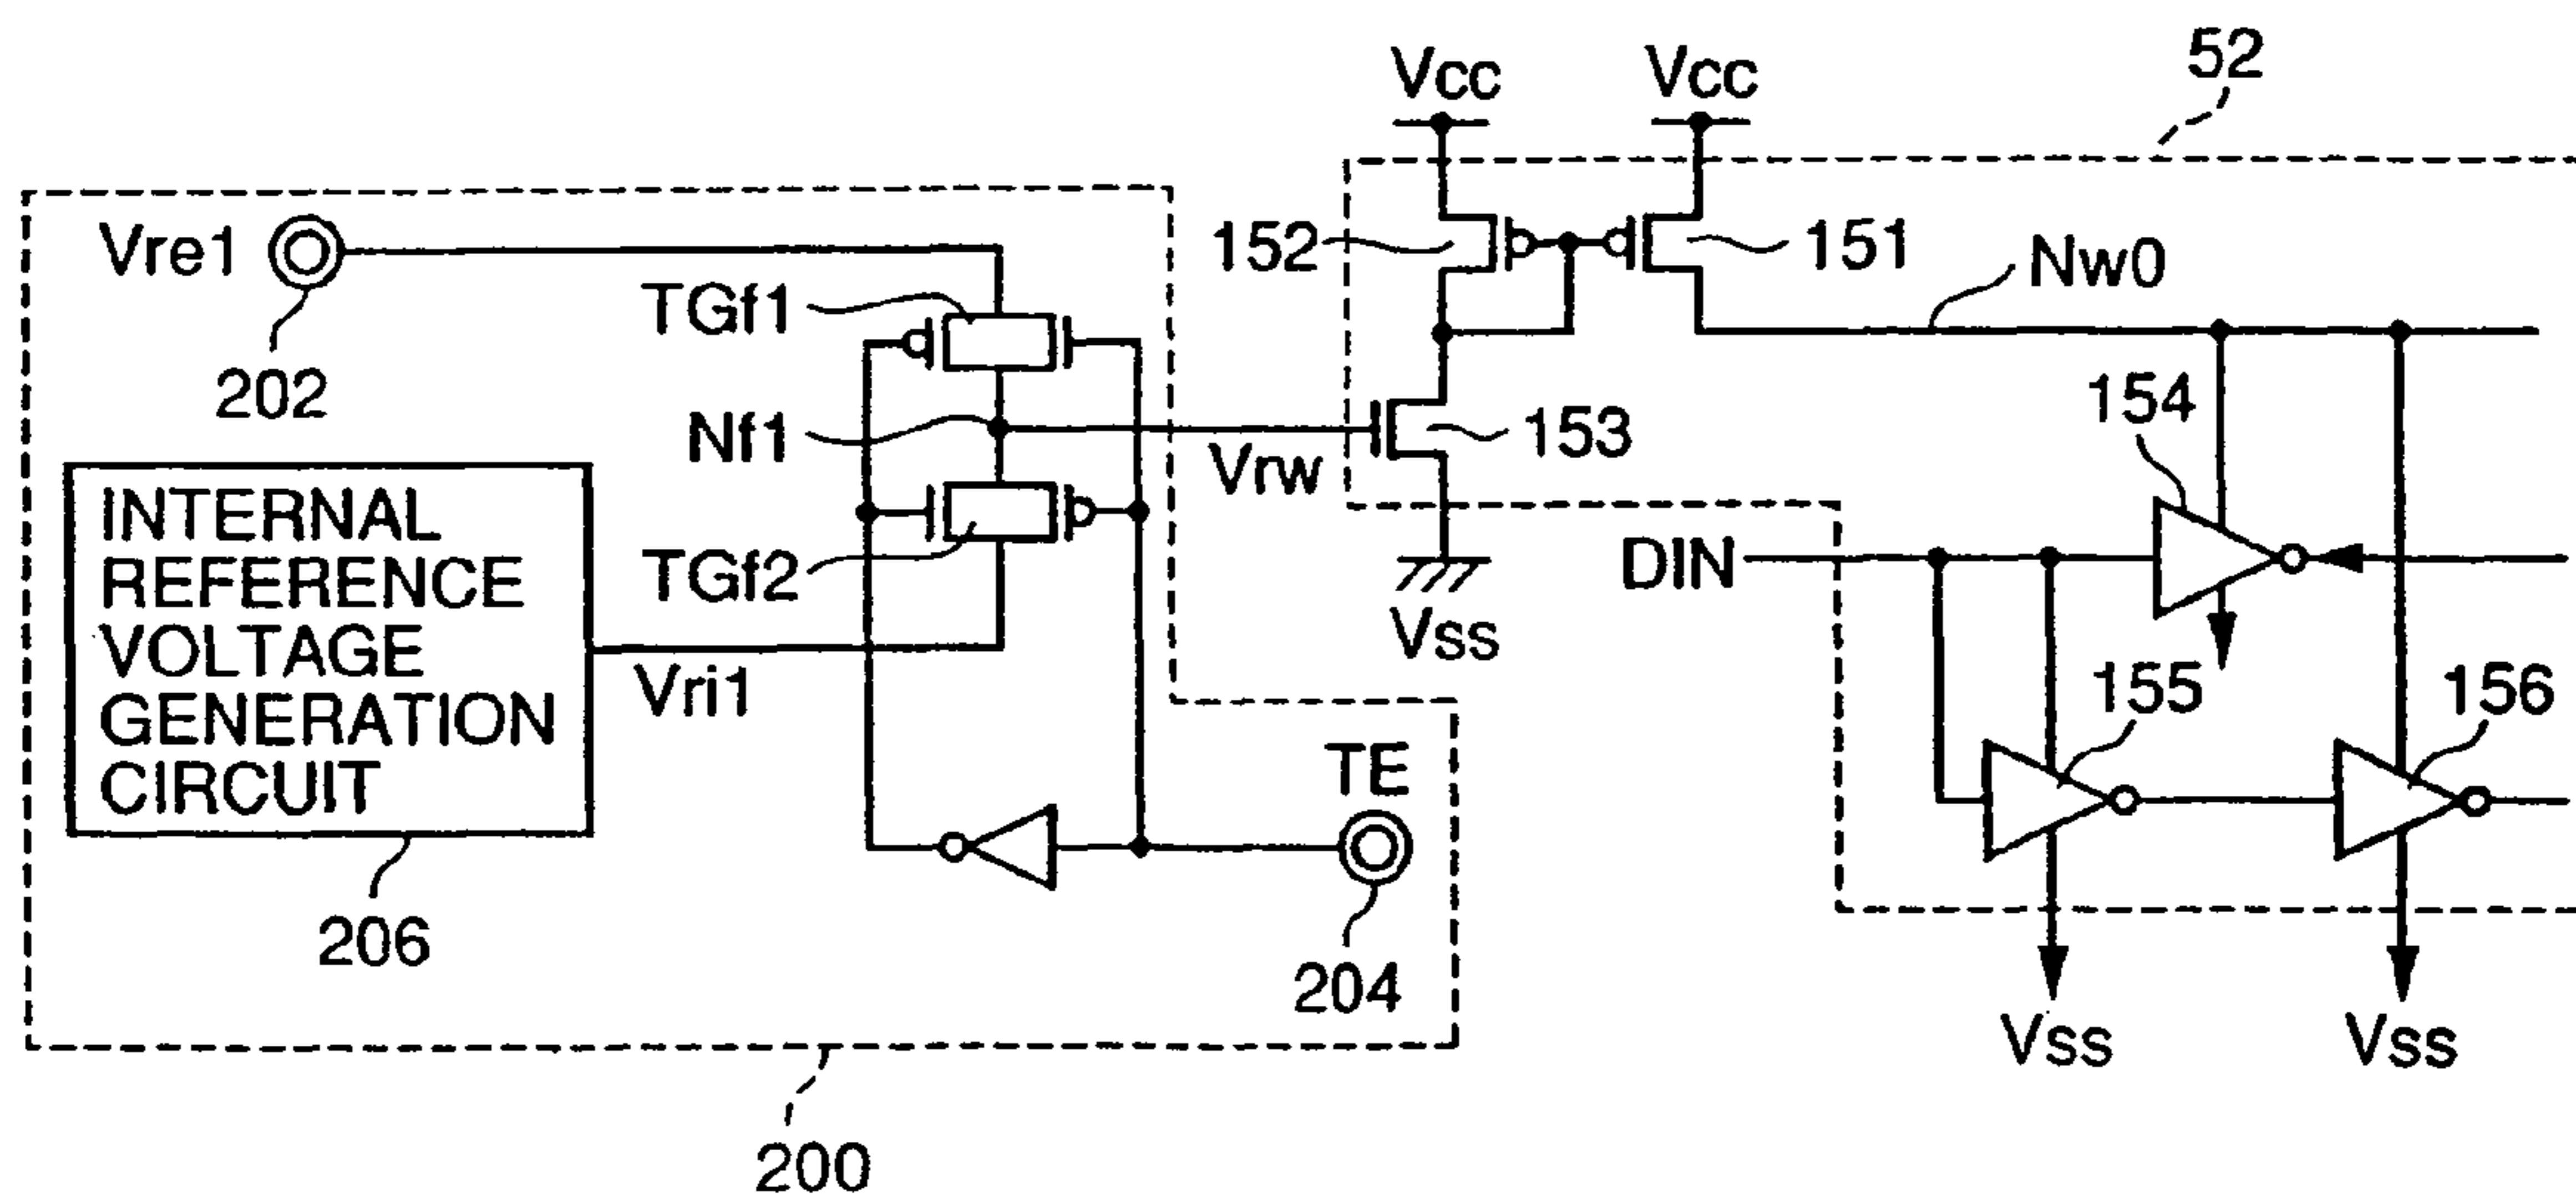 52
Vcc
Vcc
Vre1
152
151
Nw0
TGf1
202
154
Nf1
153
Vrw
INTERNAL
REFERENCE
VOLTAGE
GENERATION
CIRCUIT
TGf2
DIN
Vss
Vri1
155
156
TE
206
204
Vss
Vss
200